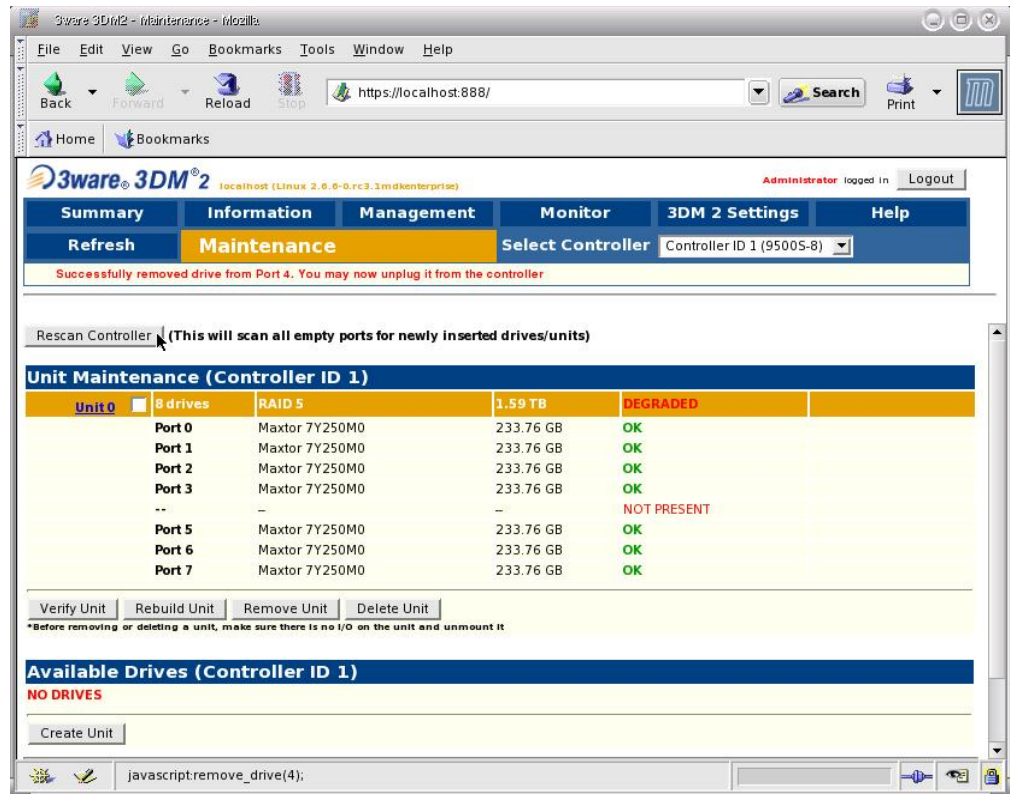 3ware 3DM2 - Maintenance - Mozilla
File Edit View Go Bookmarks Tools Window Help
Back Forward Reload Stop https://localhost:888/ Search Print
Home Bookmarks
3ware® 3DM®2 localhost (Linux 2.6.6-0.rc3.1mdkenterprise) Administrator logged in Logout
Summary Information Management Monitor 3DM 2 Settings Help
Refresh Maintenance Select Controller Controller ID 1 (9500S-8)
Successfully removed drive from Port 4. You may now unplug it from the controller
Rescan Controller (This will scan all empty ports for newly inserted drives/units)
Unit Maintenance (Controller ID 1)
Unit 0 8 drives RAID 5 1.59 TB DEGRADED
Port 0 Maxtor 7Y250M0 233.76 GB OK
Port 1 Maxtor 7Y250M0 233.76 GB OK
Port 2 Maxtor 7Y250M0 233.76 GB OK
Port 3 Maxtor 7Y250M0 233.76 GB OK
-- – – NOT PRESENT
Port 5 Maxtor 7Y250M0 233.76 GB OK
Port 6 Maxtor 7Y250M0 233.76 GB OK
Port 7 Maxtor 7Y250M0 233.76 GB OK
Verify Unit Rebuild Unit Remove Unit Delete Unit
*Before removing or deleting a unit, make sure there is no I/O on the unit and unmount it
Available Drives (Controller ID 1)
NO DRIVES
Create Unit
javascript:remove_drive(4);